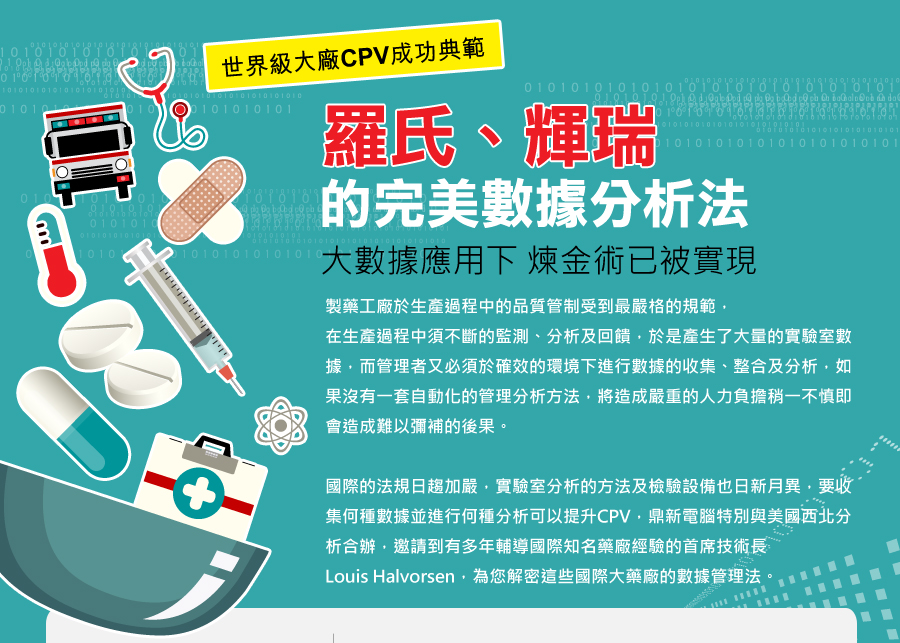 世界級大廠CPV成功典範
羅氏、輝瑞
的完美數據分析法
大數據應用下 煉金術已被實現
製藥工廠於生產過程中的品質管制受到最嚴格的規範，
在生產過程中須不斷的監測、分析及回饋，於是產生了大量的實驗室數
據，而管理者又必須於確效的環境下進行數據的收集、整合及分析，如
果沒有一套自動化的管理分析方法，將造成嚴重的人力負擔稍一不慎即
會造成難以彌補的後果。
國際的法規日趨加嚴，實驗室分析的方法及檢驗設備也日新月異，要收
集何種數據並進行何種分析可以提升CPV，鼎新電腦特別與美國西北分
析合辦，邀請到有多年輔導國際知名藥廠經驗的首席技術長
Louis Halvorsen，為您解密這些國際大藥廠的數據管理法。